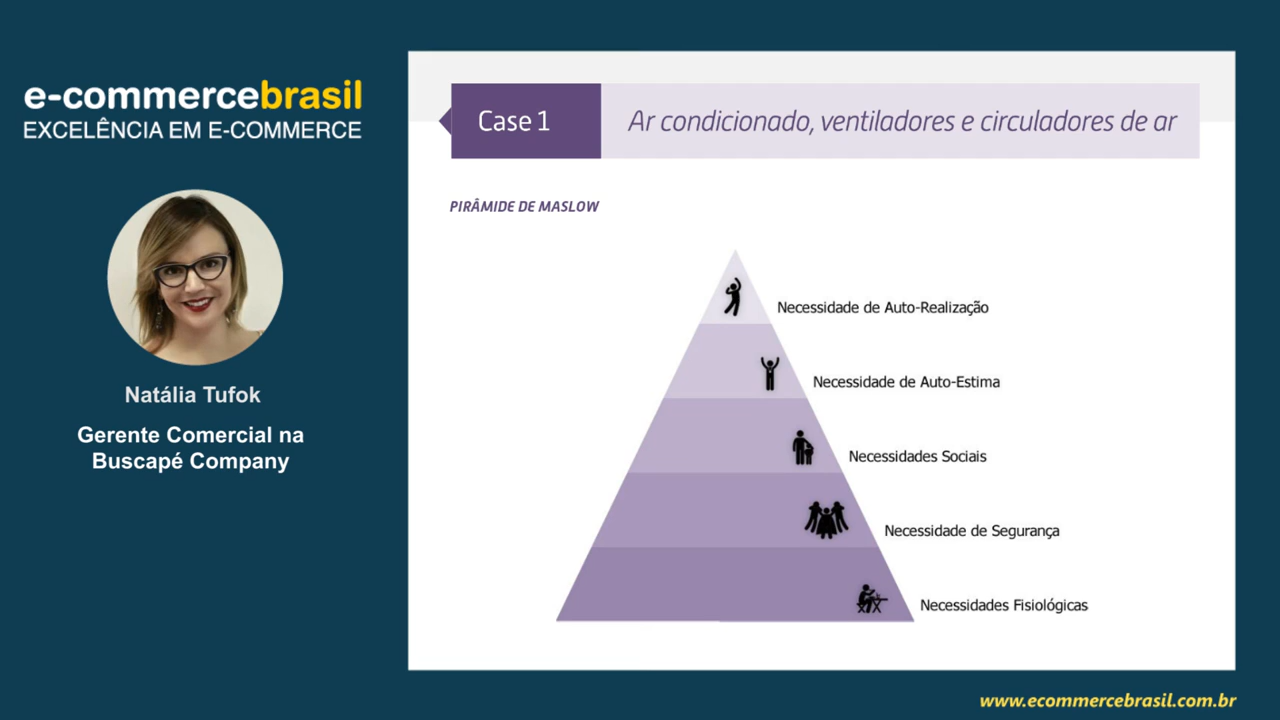 e-commercebrasil
EXCELÊNCIA EM E-COMMERCE
Natália Tufok
Gerente Comercial na
Buscapé Company
Case 1
Ar condicionado, ventiladores e circuladores de ar
PIRÂMIDE DE MASLOW
Necessidade de Auto-Realização
Necessidade de Auto-Estima
Necessidades Sociais
Necessidade de Segurança
Necessidades Fisiológicas
www.ecommercebrasil.com.br